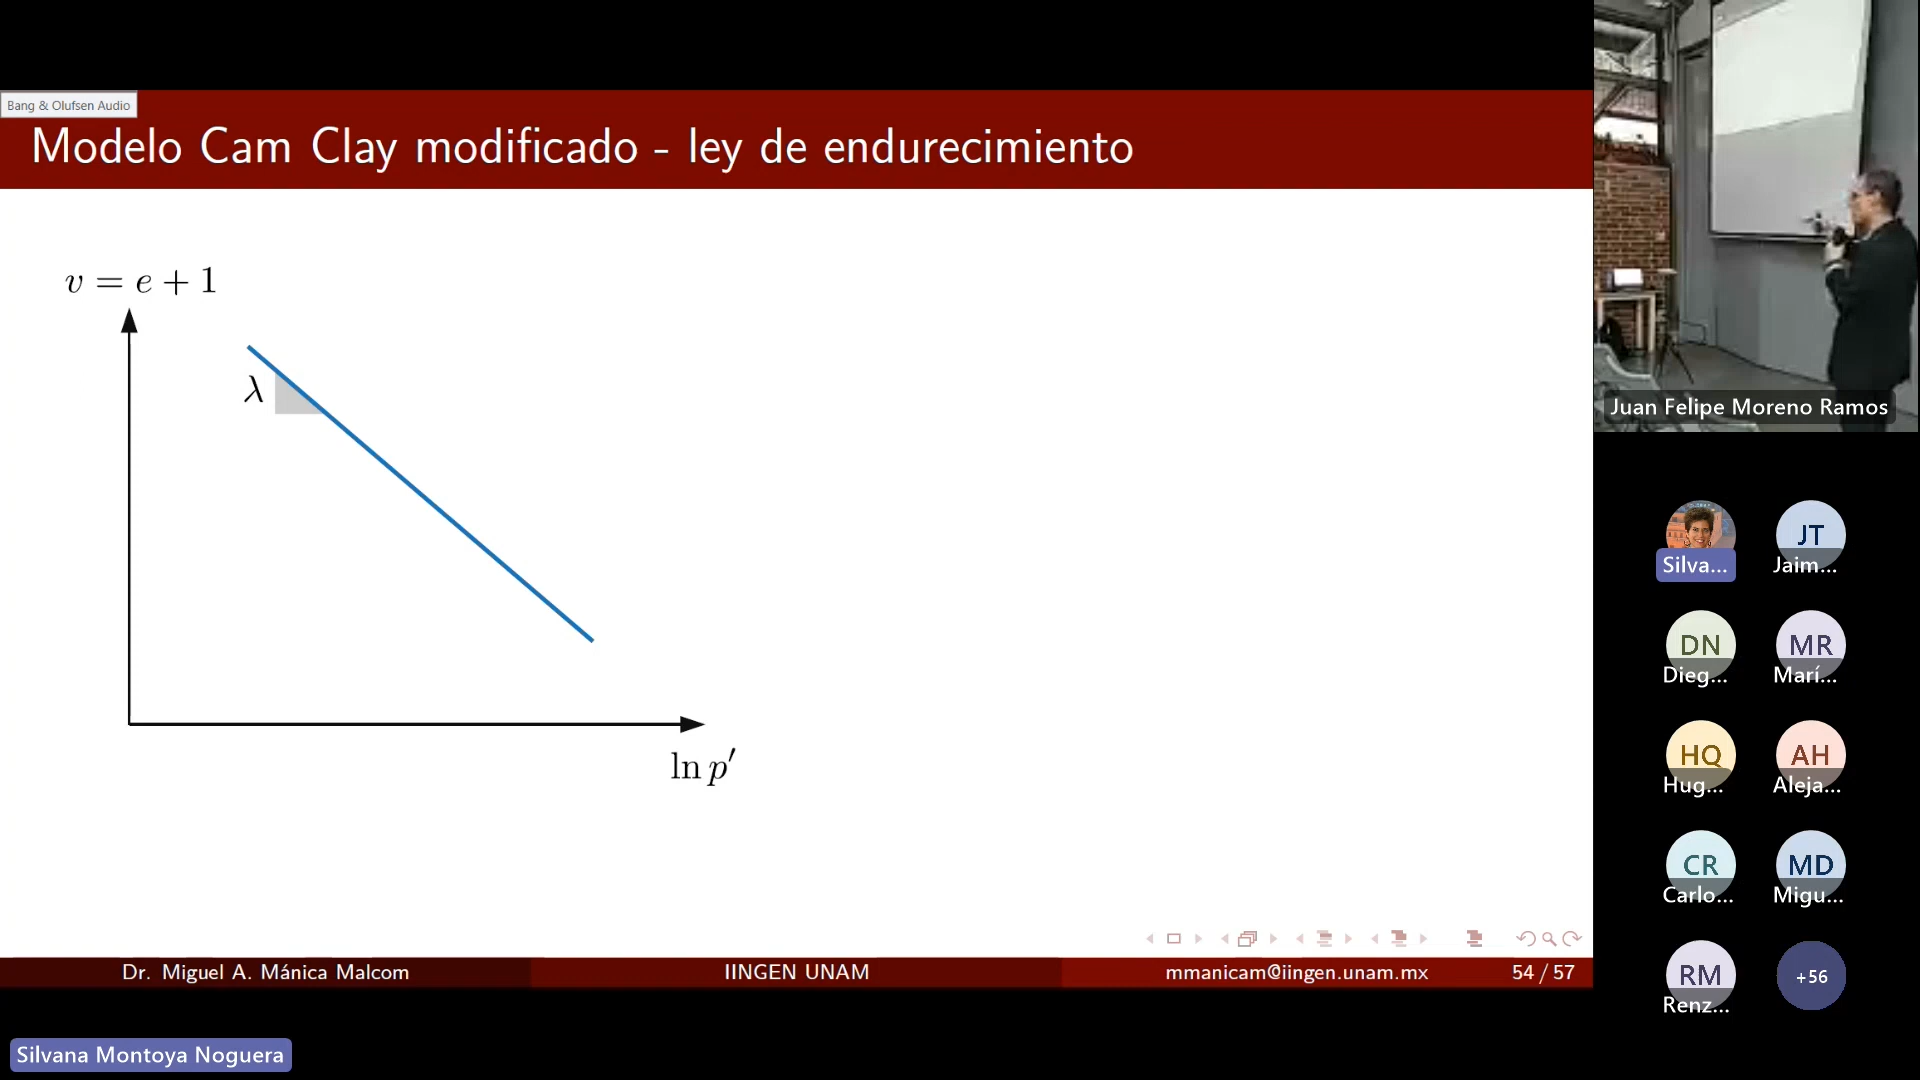 Bang & Olufsen Audio
Modelo Cam Clay modificado - ley de endurecimiento
v = e + 1
λ
ln p′
Dr. Miguel A. Mánica Malcom
IINGEN UNAM
mmanicam@iingen.unam.mx
54 / 57
Juan Felipe Moreno Ramos
Silva...
JT
Jaim...
DN
Dieg...
MR
Marí...
HQ
Hug...
AH
Aleja...
CR
Carlo...
MD
Migu...
RM
Renz...
+56
Silvana Montoya Noguera